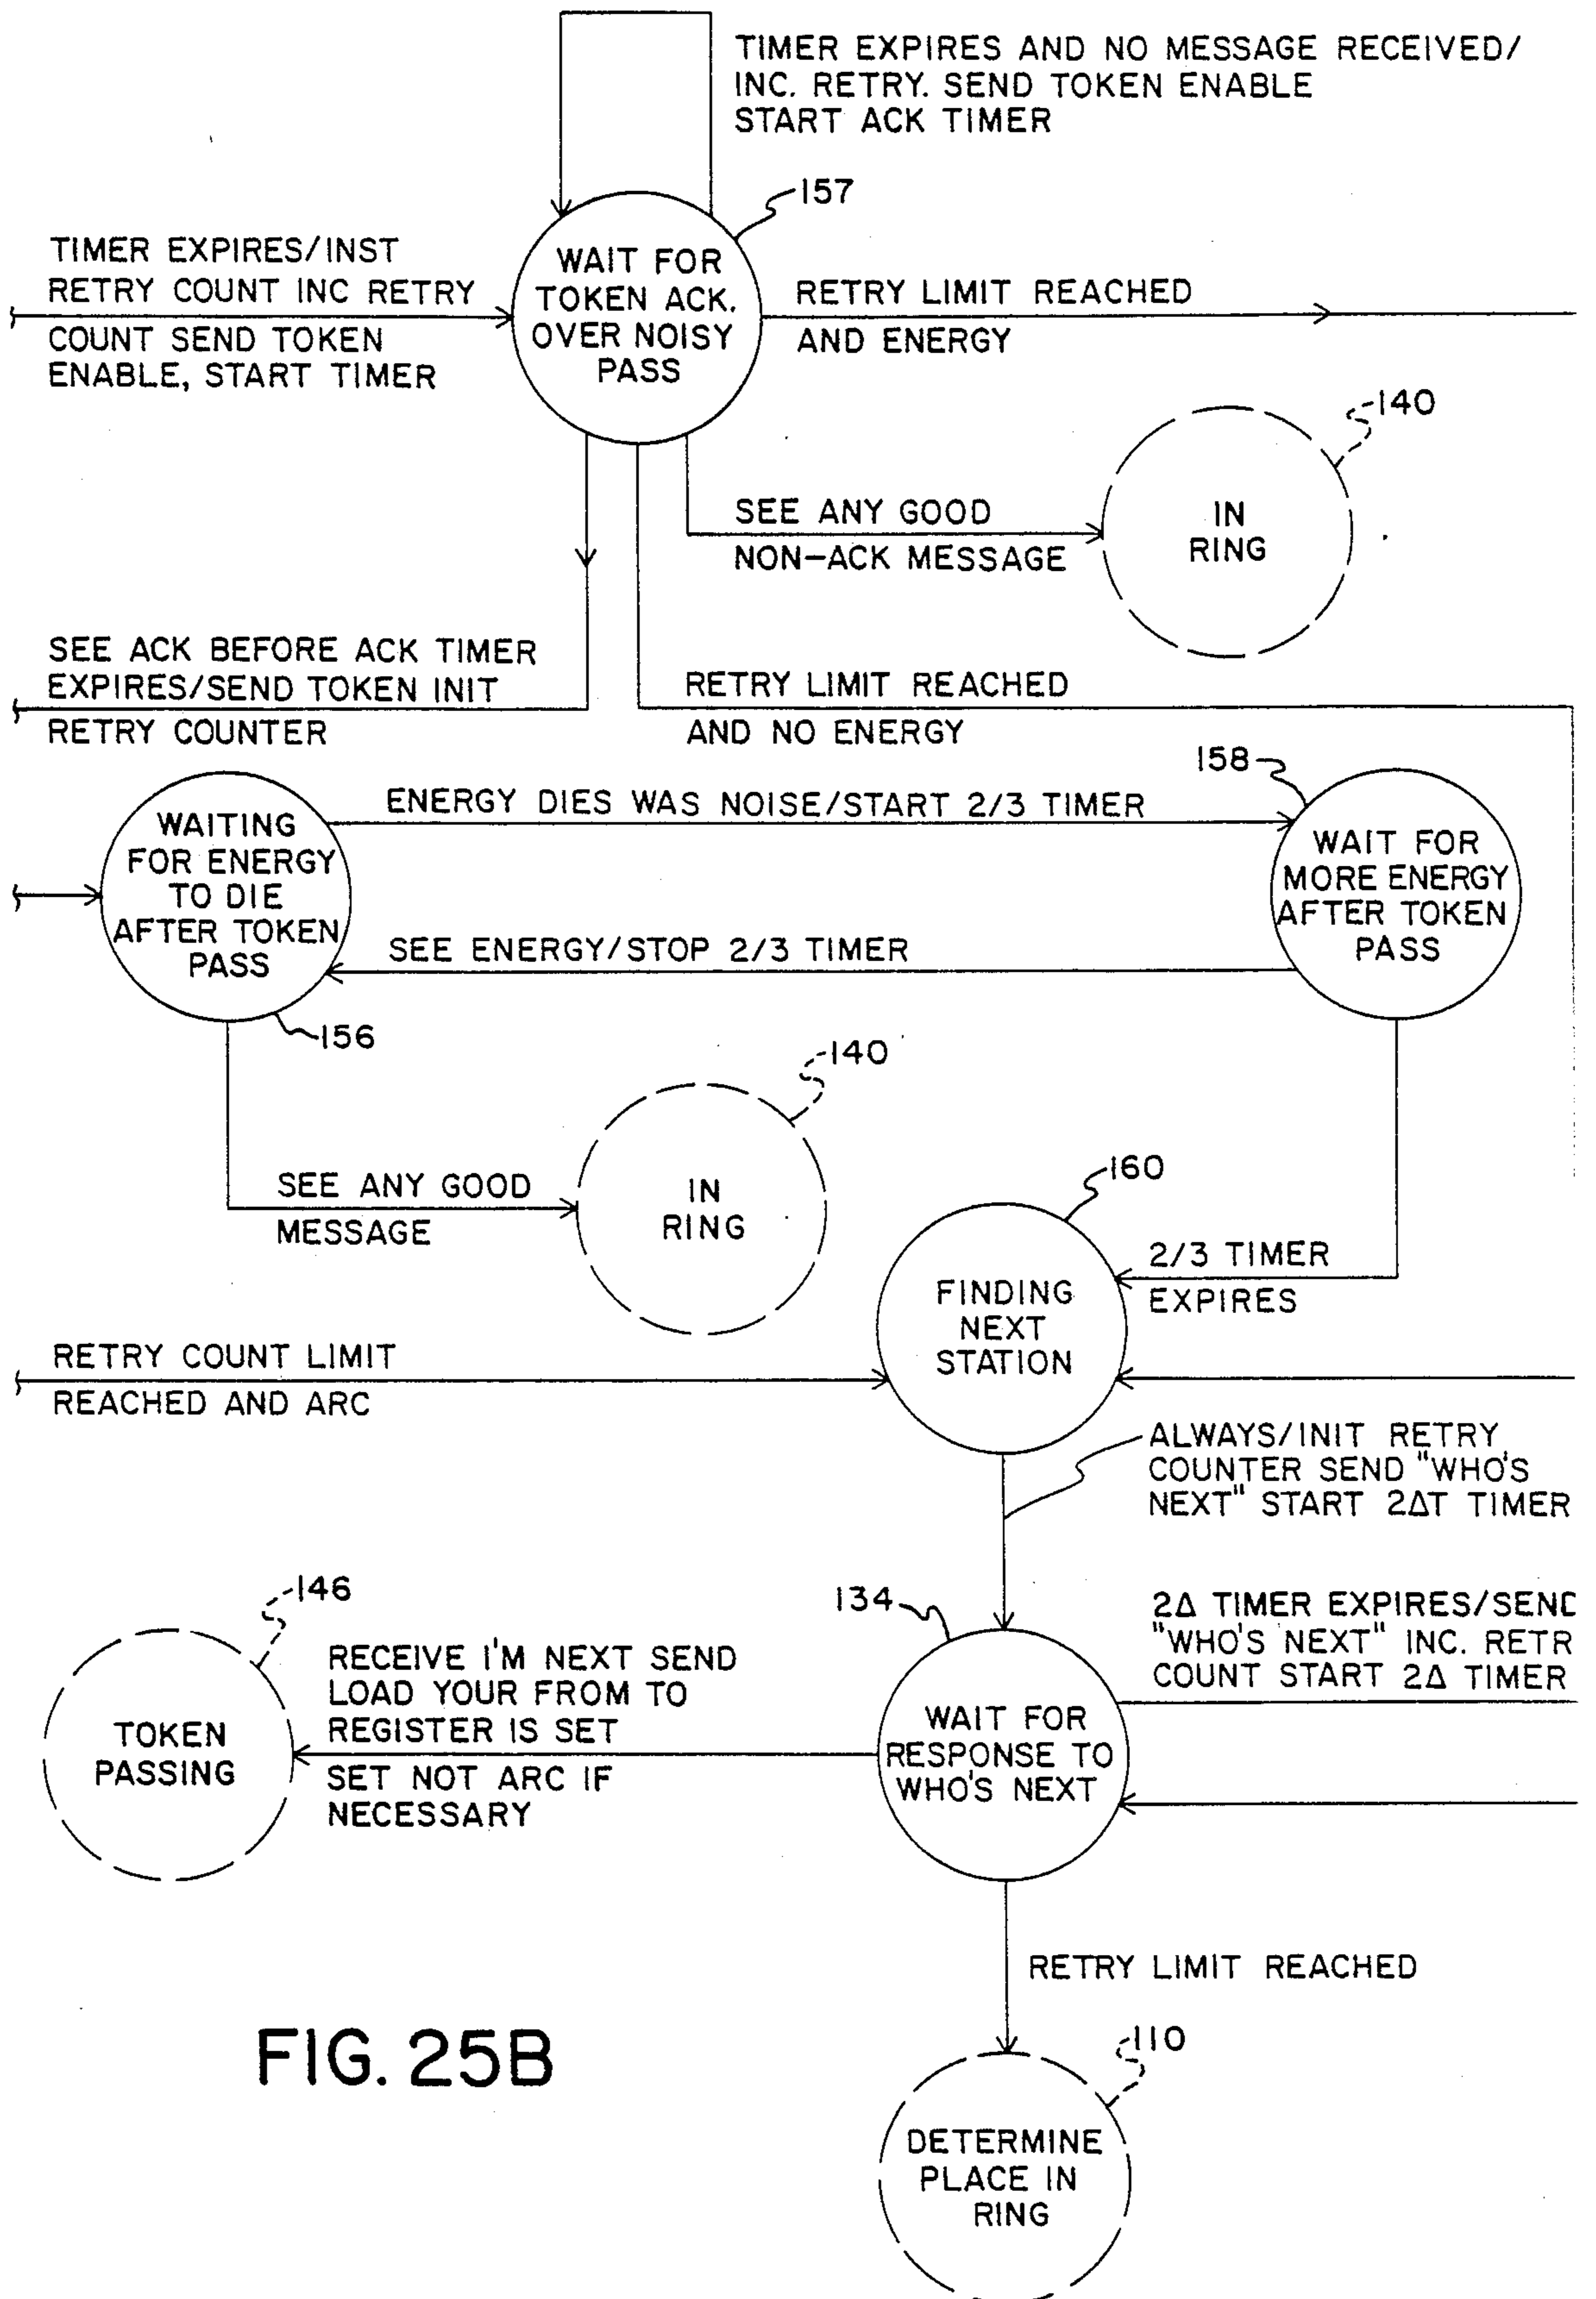 TIMER EXPIRES AND NO MESSAGE RECEIVED/
INC. RETRY. SEND TOKEN ENABLE
START ACK TIMER
157
TIMER EXPIRES/INST
RETRY COUNT INC RETRY
COUNT SEND TOKEN
ENABLE, START TIMER
WAIT FOR
TOKEN ACK.
OVER NOISY
PASS
RETRY LIMIT REACHED
AND ENERGY
140
IN
RING
SEE ANY GOOD
NON-ACK MESSAGE
SEE ACK BEFORE ACK TIMER
EXPIRES/SEND TOKEN INIT
RETRY COUNTER
RETRY LIMIT REACHED
AND NO ENERGY
158
WAITING
FOR ENERGY
TO DIE
AFTER TOKEN
PASS
ENERGY DIES WAS NOISE/START 2/3 TIMER
WAIT FOR
MORE ENERGY
AFTER TOKEN
PASS
SEE ENERGY/STOP 2/3 TIMER
156
140
SEE ANY GOOD
MESSAGE
IN
RING
160
2/3 TIMER
EXPIRES
FINDING
NEXT
STATION
RETRY COUNT LIMIT
REACHED AND ARC
ALWAYS/INIT RETRY
COUNTER SEND "WHO'S
NEXT" START 2ΔT TIMER
146
134
2Δ TIMER EXPIRES/SEND
"WHO'S NEXT" INC. RETR
COUNT START 2Δ TIMER
RECEIVE I'M NEXT SEND
LOAD YOUR FROM TO
REGISTER IS SET
SET NOT ARC IF
NECESSARY
TOKEN
PASSING
WAIT FOR
RESPONSE TO
WHO'S NEXT
RETRY LIMIT REACHED
FIG. 25B
110
DETERMINE
PLACE IN
RING